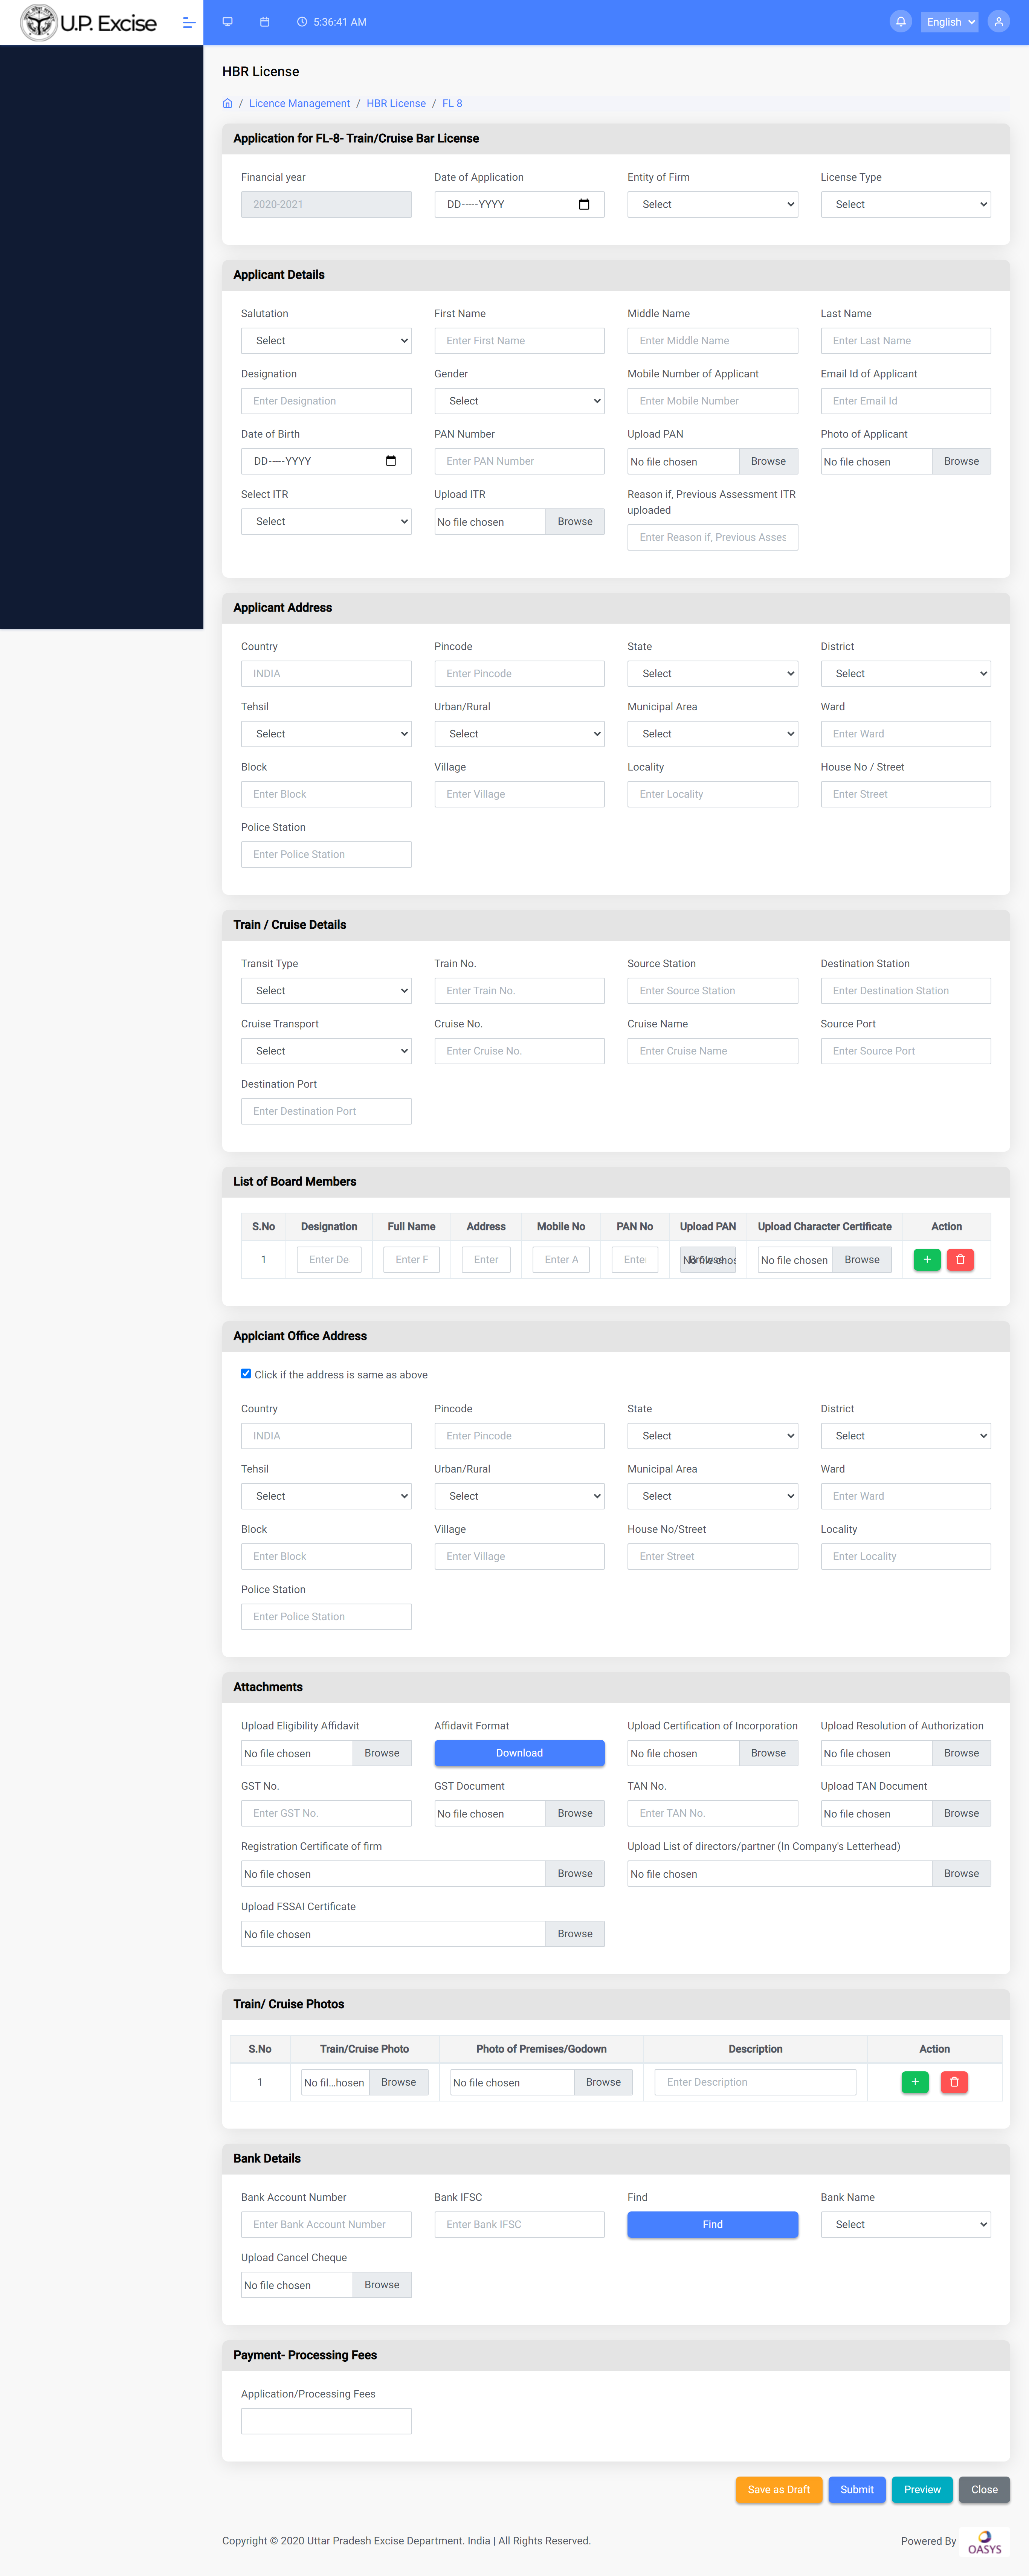 U.P. Excise
5:36:41 AM
English
HBR License
/ Licence Management / HBR License / FL 8
Application for FL-8- Train/Cruise Bar License
Financial year Date of Application Entity of Firm License Type
2020-2021 DD-----YYYY Select Select
Applicant Details
Salutation First Name Middle Name Last Name
Select Enter First Name Enter Middle Name Enter Last Name
Designation Gender Mobile Number of Applicant Email Id of Applicant
Enter Designation Select Enter Mobile Number Enter Email Id
Date of Birth PAN Number Upload PAN Photo of Applicant
DD-----YYYY Enter PAN Number No file chosen Browse No file chosen Browse
Select ITR Upload ITR Reason if, Previous Assessment ITR
uploaded
Select No file chosen Browse
Enter Reason if, Previous Asses
Applicant Address
Country Pincode State District
INDIA Enter Pincode Select Select
Tehsil Urban/Rural Municipal Area Ward
Select Select Select Enter Ward
Block Village Locality House No / Street
Enter Block Enter Village Enter Locality Enter Street
Police Station
Enter Police Station
Train / Cruise Details
Transit Type Train No. Source Station Destination Station
Select Enter Train No. Enter Source Station Enter Destination Station
Cruise Transport Cruise No. Cruise Name Source Port
Select Enter Cruise No. Enter Cruise Name Enter Source Port
Destination Port
Enter Destination Port
List of Board Members
S.No Designation Full Name Address Mobile No PAN No Upload PAN Upload Character Certificate Action
1 Enter De Enter F Enter Enter A Ente No file chos Browse No file chosen Browse
Applciant Office Address
Click if the address is same as above
Country Pincode State District
INDIA Enter Pincode Select Select
Tehsil Urban/Rural Municipal Area Ward
Select Select Select Enter Ward
Block Village House No/Street Locality
Enter Block Enter Village Enter Street Enter Locality
Police Station
Enter Police Station
Attachments
Upload Eligibility Affidavit Affidavit Format Upload Certification of Incorporation Upload Resolution of Authorization
No file chosen Browse Download No file chosen Browse No file chosen Browse
GST No. GST Document TAN No. Upload TAN Document
Enter GST No. No file chosen Browse Enter TAN No. No file chosen Browse
Registration Certificate of firm Upload List of directors/partner (In Company's Letterhead)
No file chosen Browse No file chosen Browse
Upload FSSAI Certificate
No file chosen Browse
Train/ Cruise Photos
S.No Train/Cruise Photo Photo of Premises/Godown Description Action
1 No fil...hosen Browse No file chosen Browse Enter Description
Bank Details
Bank Account Number Bank IFSC Find Bank Name
Enter Bank Account Number Enter Bank IFSC Find Select
Upload Cancel Cheque
No file chosen Browse
Payment- Processing Fees
Application/Processing Fees
Save as Draft Submit Preview Close
Copyright © 2020 Uttar Pradesh Excise Department. India | All Rights Reserved. Powered By OASYS